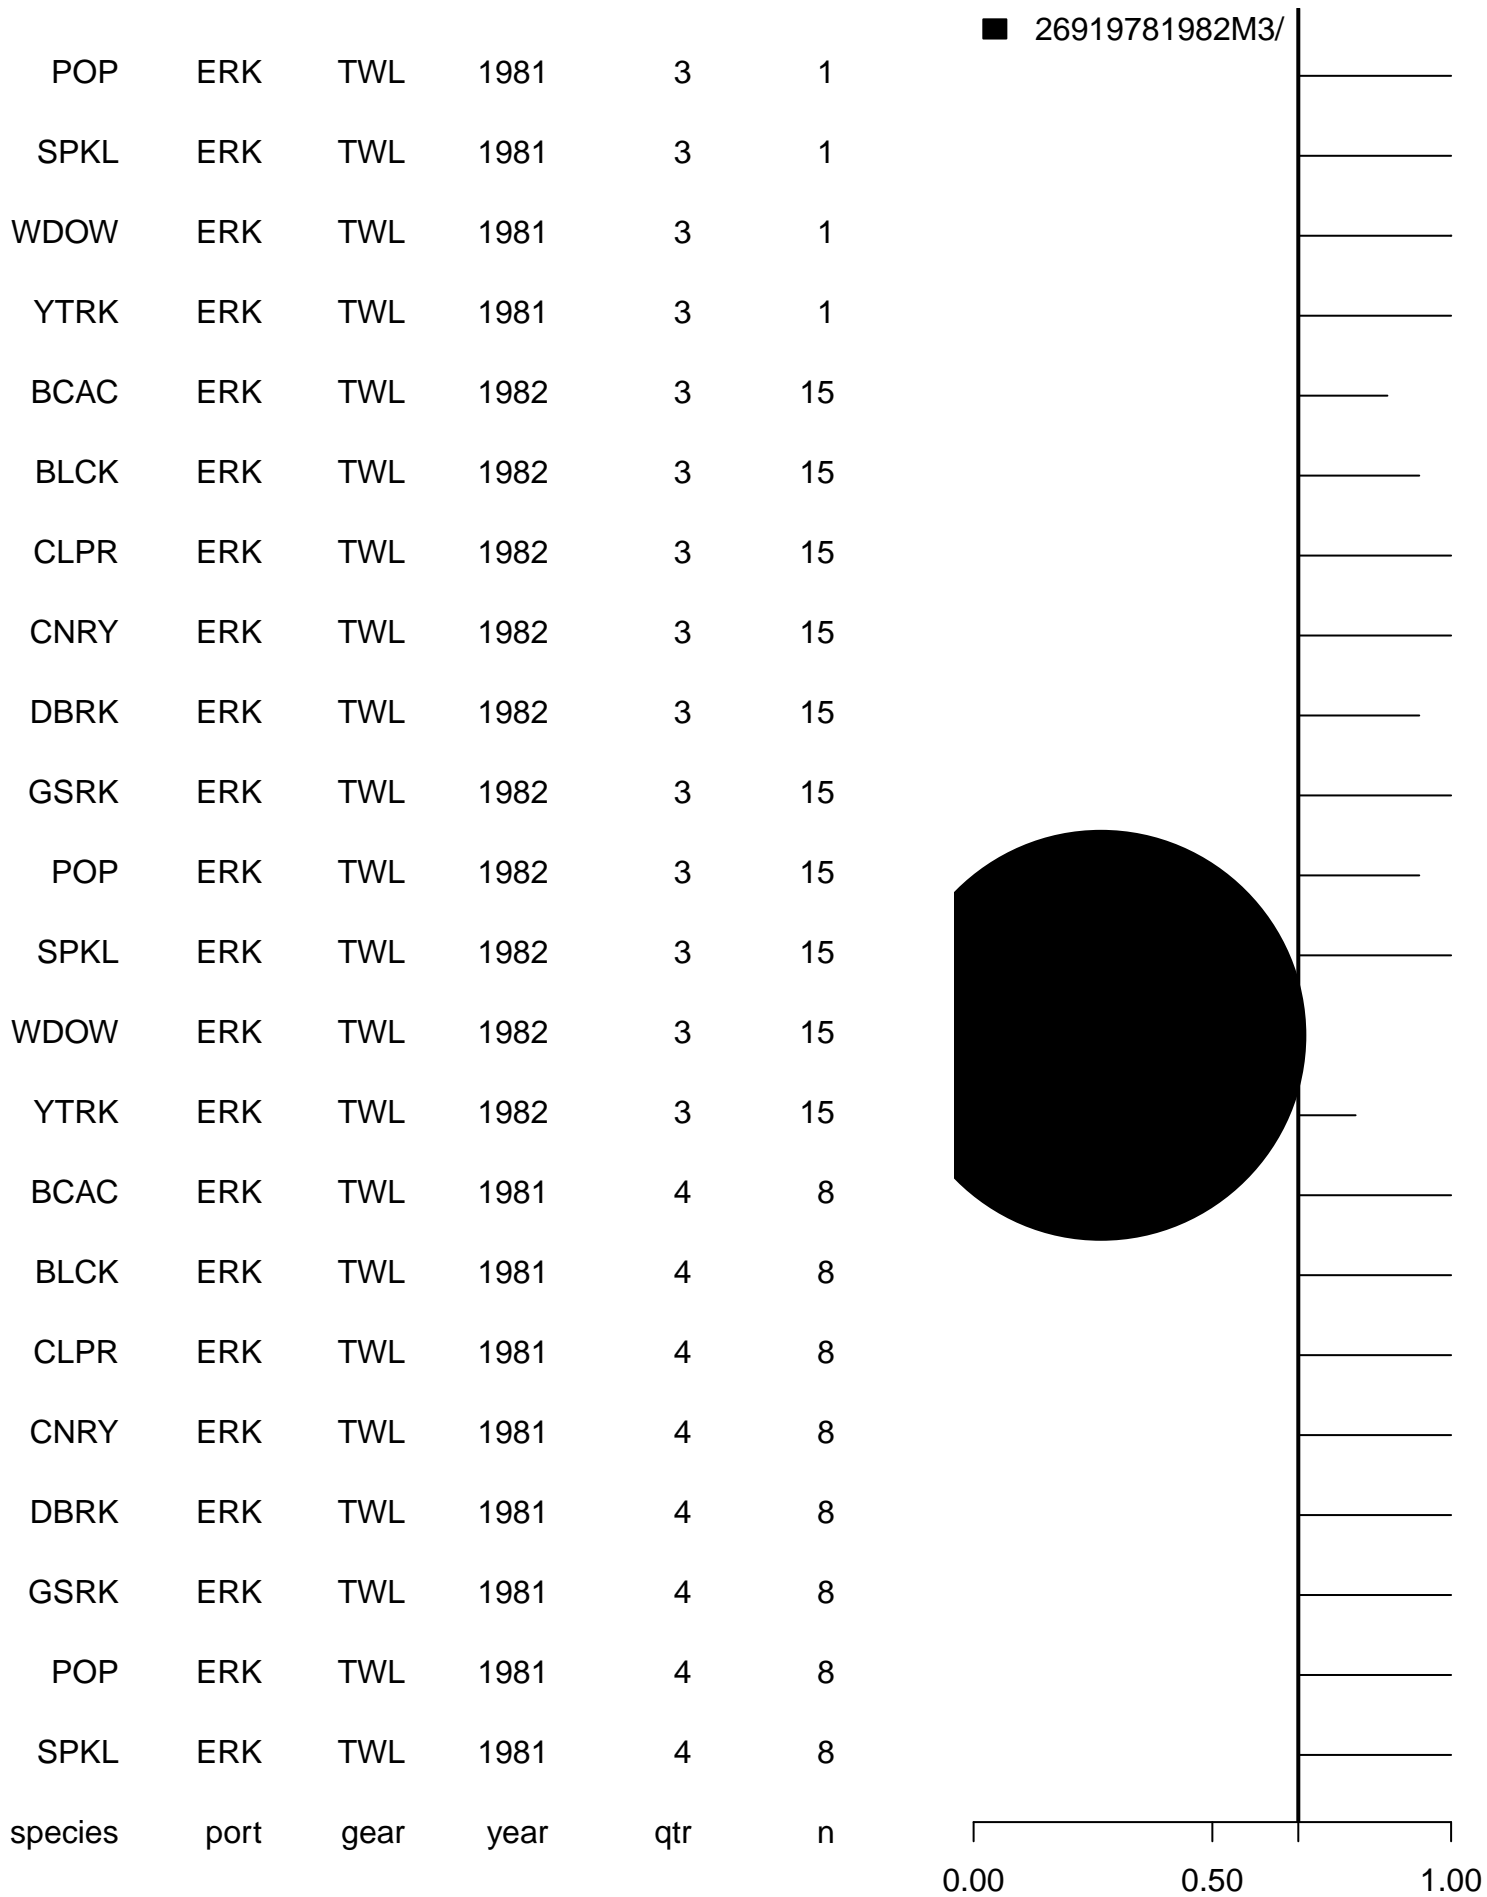 26919781982M3/
POP ERK TWL 1981 3 1
SPKL ERK TWL 1981 3 1
WDOW ERK TWL 1981 3 1
YTRK ERK TWL 1981 3 1
BCAC ERK TWL 1982 3 15
BLCK ERK TWL 1982 3 15
CLPR ERK TWL 1982 3 15
CNRY ERK TWL 1982 3 15
DBRK ERK TWL 1982 3 15
GSRK ERK TWL 1982 3 15
POP ERK TWL 1982 3 15
SPKL ERK TWL 1982 3 15
WDOW ERK TWL 1982 3 15
YTRK ERK TWL 1982 3 15
BCAC ERK TWL 1981 4 8
BLCK ERK TWL 1981 4 8
CLPR ERK TWL 1981 4 8
CNRY ERK TWL 1981 4 8
DBRK ERK TWL 1981 4 8
GSRK ERK TWL 1981 4 8
POP ERK TWL 1981 4 8
SPKL ERK TWL 1981 4 8
species port gear year qtr n
0.00 0.50 1.00